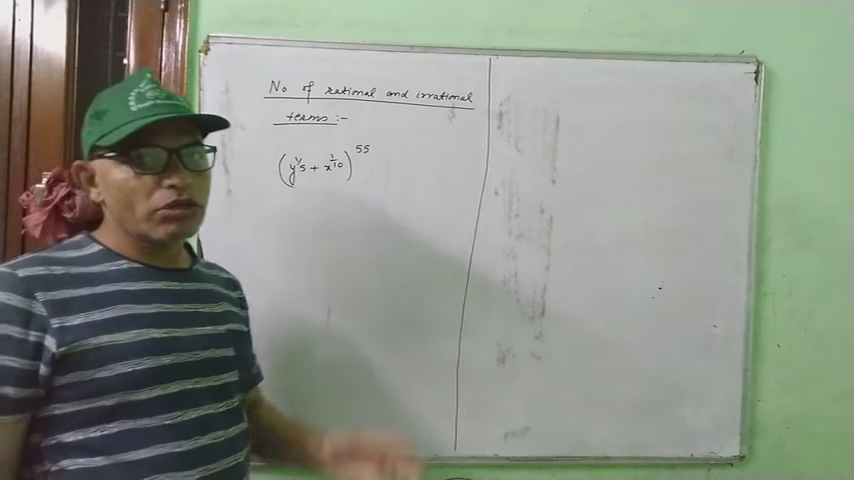 No of rational and irrational
terms :-
(y^1/5 + x^1/10)^55